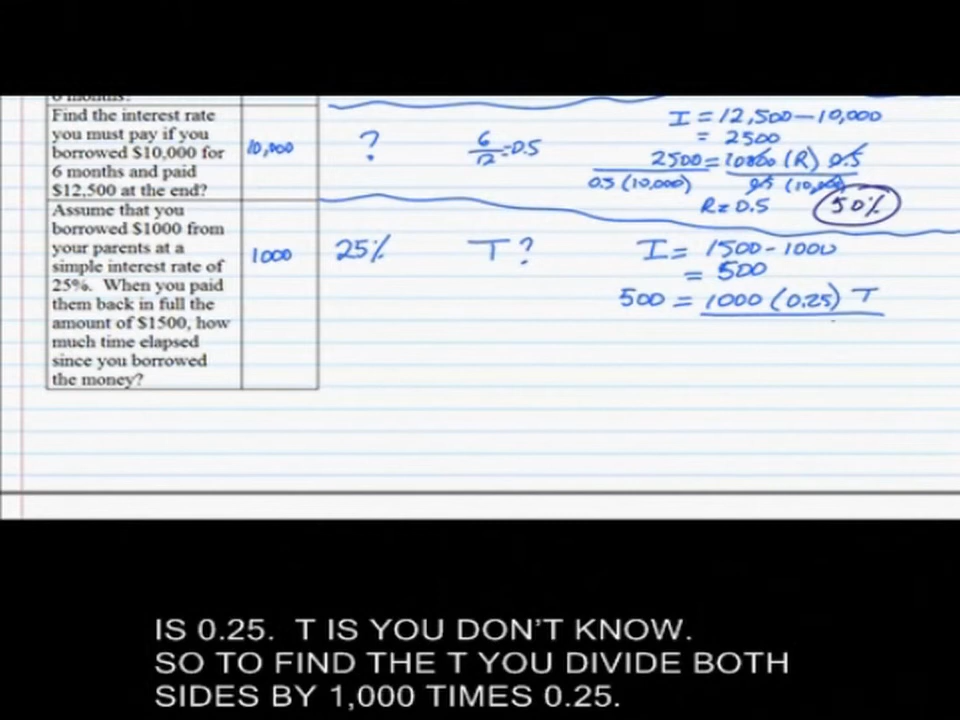 6 months?
Find the interest rate
you must pay if you
borrowed $10,000 for
6 months and paid
$12,500 at the end?
10,000
?
6/12=0.5
I = 12,500-10,000
= 2500
2500 = 10000 (R) 0.5
0.5 (10,000) 0.5 (10,000)
R = 0.5 50%
Assume that you
borrowed $1000 from
your parents at a
simple interest rate of
25%. When you paid
them back in full the
amount of $1500, how
much time elapsed
since you borrowed
the money?
1000
25%
T?
I = 1500-1000
= 500
500 = 1000 (0.25) T
IS 0.25. T IS YOU DON'T KNOW.
SO TO FIND THE T YOU DIVIDE BOTH
SIDES BY 1,000 TIMES 0.25.